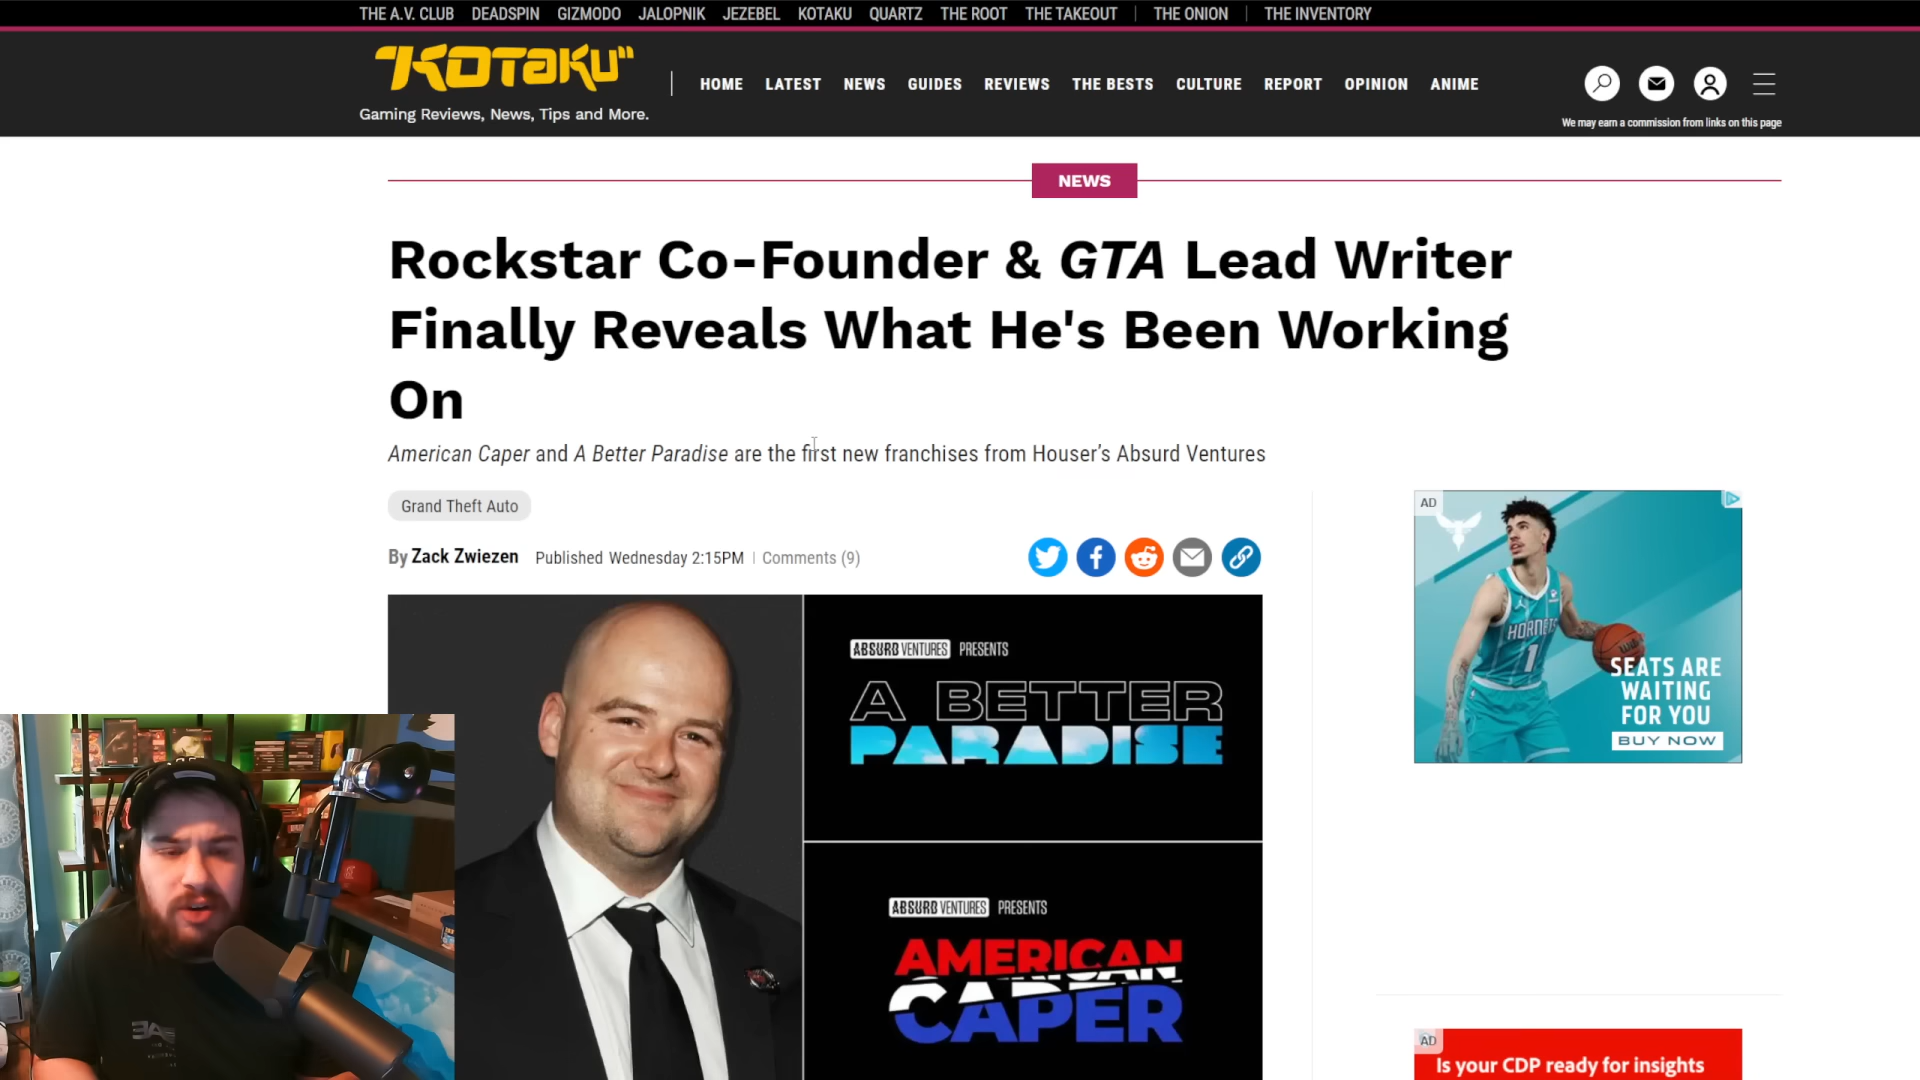 THE A.V. CLUB DEADSPIN GIZMODO JALOPNIK JEZEBEL KOTAKU QUARTZ THE ROOT THE TAKEOUT | THE ONION | THE INVENTORY
KOTAKU
Gaming Reviews, News, Tips and More.
HOME LATEST NEWS GUIDES REVIEWS THE BESTS CULTURE REPORT OPINION ANIME
We may earn a commission from links on this page
NEWS
Rockstar Co-Founder & GTA Lead Writer
Finally Reveals What He's Been Working
On
American Caper and A Better Paradise are the first new franchises from Houser's Absurd Ventures
Grand Theft Auto
By Zack Zwiezen Published Wednesday 2:15PM | Comments (9)
ABSURD VENTURES PRESENTS
A BETTER
PARADISE
ABSURD VENTURES PRESENTS
AMERICAN
CAPER
AD
HORNETS
1
SEATS ARE
WAITING
FOR YOU
BUY NOW
AD
Is your CDP ready for insights